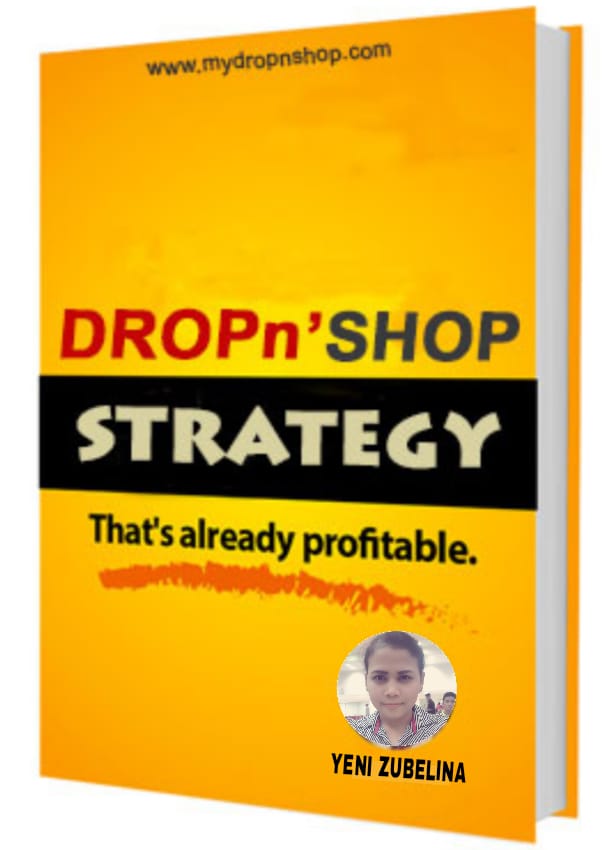 www.mydropnshop.com
DROPn’SHOP
STRATEGY
That's already profitable.
YENI ZUBELINA